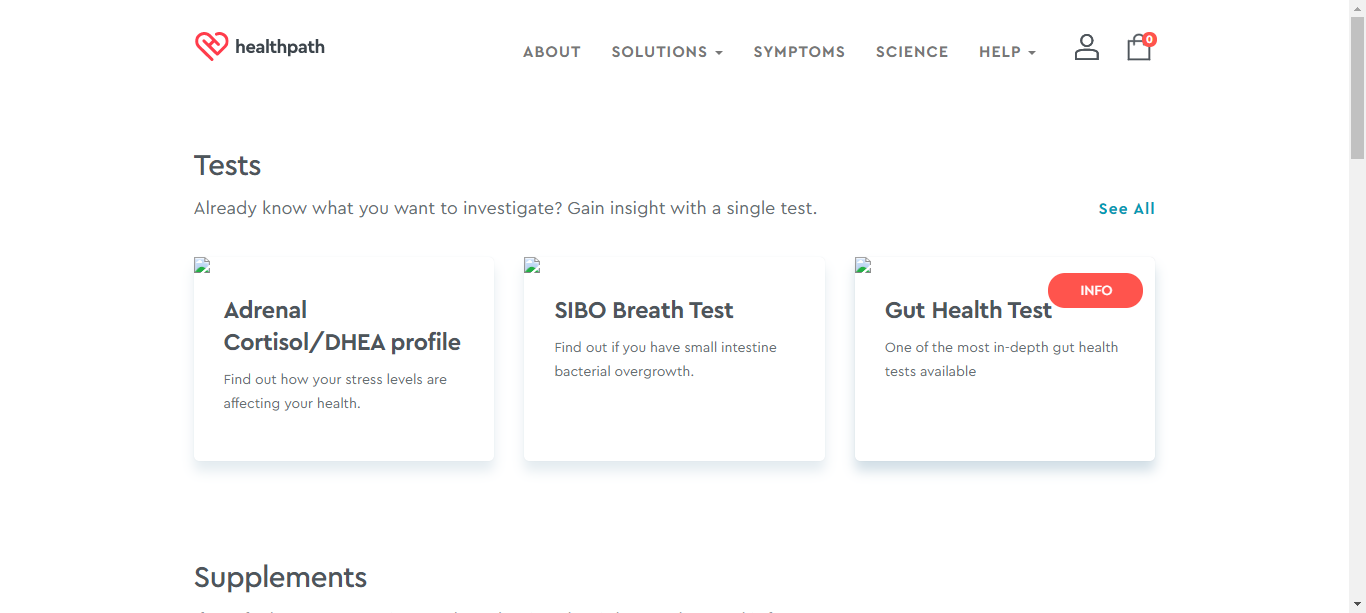 healthpath
ABOUT SOLUTIONS SYMPTOMS SCIENCE HELP 0
Tests
Already know what you want to investigate? Gain insight with a single test. See All
Adrenal
Cortisol/DHEA profile
Find out how your stress levels are
affecting your health.
SIBO Breath Test
Find out if you have small intestine
bacterial overgrowth.
INFO
Gut Health Test
One of the most in-depth gut health
tests available
Supplements